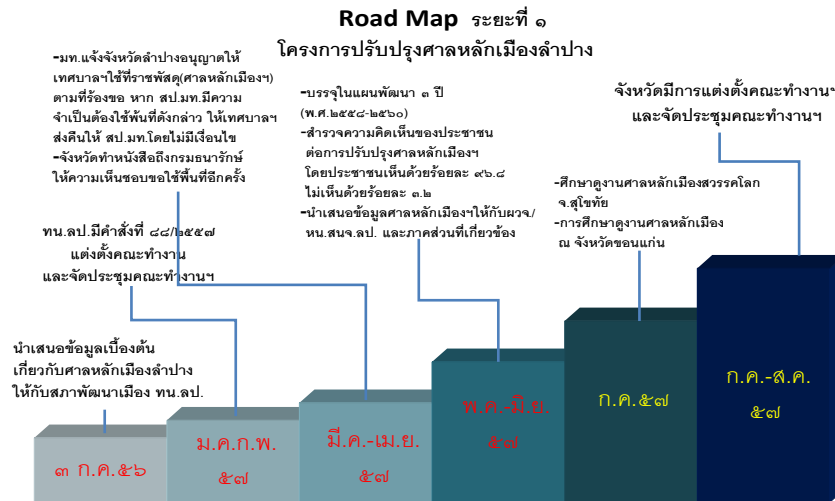 Road Map ระยะที่ ๑
โครงการปรับปรุงศาลหลักเมืองลำปาง
-มท.แจ้งจังหวัดลำปางอนุญาตให้
เทศบาลฯใช้ที่ราชพัสดุ(ศาลหลักเมืองฯ)
ตามที่ร้องขอ หาก สป.มท.มีความ
จำเป็นต้องใช้พ้นที่ดังกล่าว ให้เทศบาลฯ
ส่งคืนให้ สป.มท.โดยไม่มีเงื่อนไข
-จังหวัดทำหนังสือถึงกรมธนารักษ์
ให้ความเห็นชอบขอใช้พื้นที่อีกครั้ง
-บรรจุในแผนพัฒนา ๓ ปี
(พ.ศ.๒๕๕๘-๒๕๖๐)
-สำรวจความคิดเห็นของประชาชน
ต่อการปรับปรุงศาลหลักเมืองฯ
โดยประชาชนเห็นด้วยร้อยละ ๙๖.๘
ไม่เห็นด้วยร้อยละ ๓.๒
-นำเสนอข้อมูลศาลหลักเมืองฯให้กับผวจ./
หน.สนจ.ลป. และภาคส่วนที่เกี่ยวข้อง
จังหวัดมีการแต่งตั้งคณะทำงานฯ
และจัดประชุมคณะทำงานฯ
-ศึกษาดูงานศาลหลักเมืองสวรรคโลก
จ.สุโขทัย
-การศึกษาดูงานศาลหลักเมือง
ณ จังหวัดขอนแก่น
ทน.ลป.มีคำสั่งที่ ๘๘/๒๕๕๗
แต่งตั้งคณะทำงาน
และจัดประชุมคณะทำงานฯ
นำเสนอข้อมูลเบื้องต้น
เกี่ยวกับศาลหลักเมืองลำปาง
ให้กับสภาพัฒนาเมือง ทน.ลป.
๓ ก.ค.๕๖
ม.ค.ก.พ.
๕๗
มี.ค.-เม.ย.
๕๗
พ.ค.-มิ.ย.
๕๗
ก.ค.๕๗
ก.ค.-ส.ค.
๕๗